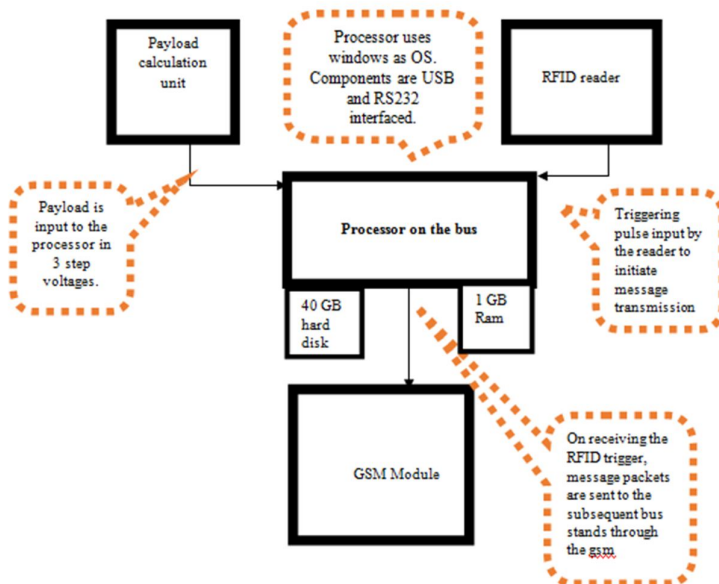 Payload
calculation
unit
Processor uses
windows as OS.
Components are USB
and RS232
interfaced.
RFID reader
Payload is
input to the
processor in
3 step
voltages.
Processor on the bus
Triggering
pulse input by
the reader to
initiate
message
transmission
40 GB
hard
disk
1 GB
Ram
GSM Module
On receiving the
RFID trigger,
message packets
are sent to the
subsequent bus
stands through
the gsm